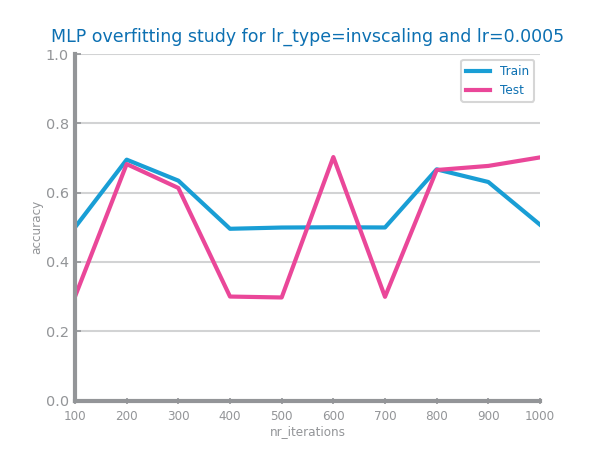 MLP overfitting study for lr_type=invscaling and lr=0.0005
1.0
0.8
0.6
0.4
0.2
0.0
accuracy
Train
Test
100 200 300 400 500 600 700 800 900 1000
nr_iterations